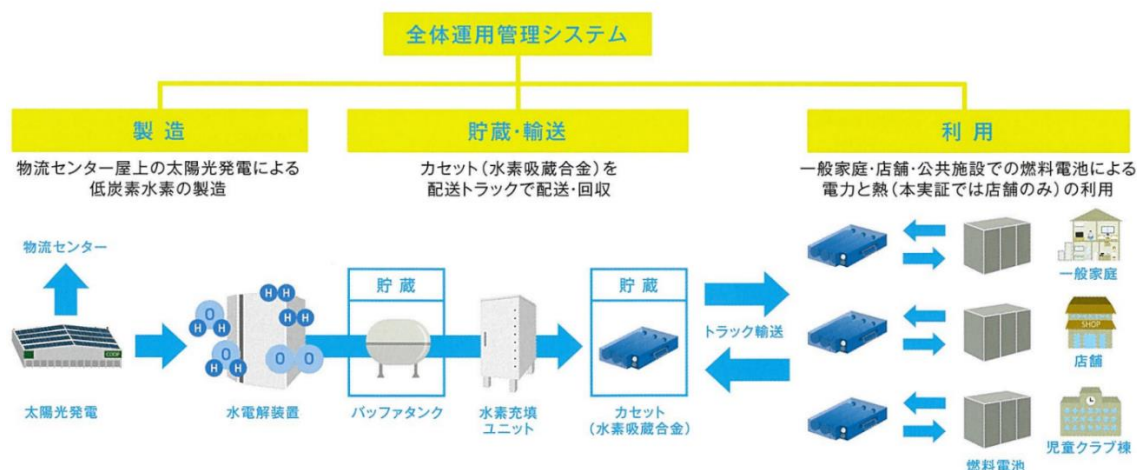 全体運用管理システム
製造
物流センター屋上の太陽光発電による
低炭素水素の製造
貯蔵・輸送
カセット(水素吸蔵合金)を
配送トラックで配送・回収
利用
一般家庭・店舗・公共施設での燃料電池による
電力と熱(本実証では店舗のみ)の利用
物流センター
太陽光発電
H
H
H
H
O
O
H
H
H
H
O
O
水電解装置
貯蔵
バッファタンク
水素充填
ユニット
貯蔵
カセット
(水素吸蔵合金)
トラック輸送
一般家庭
SHOP
店舗
児童クラブ棟
燃料電池